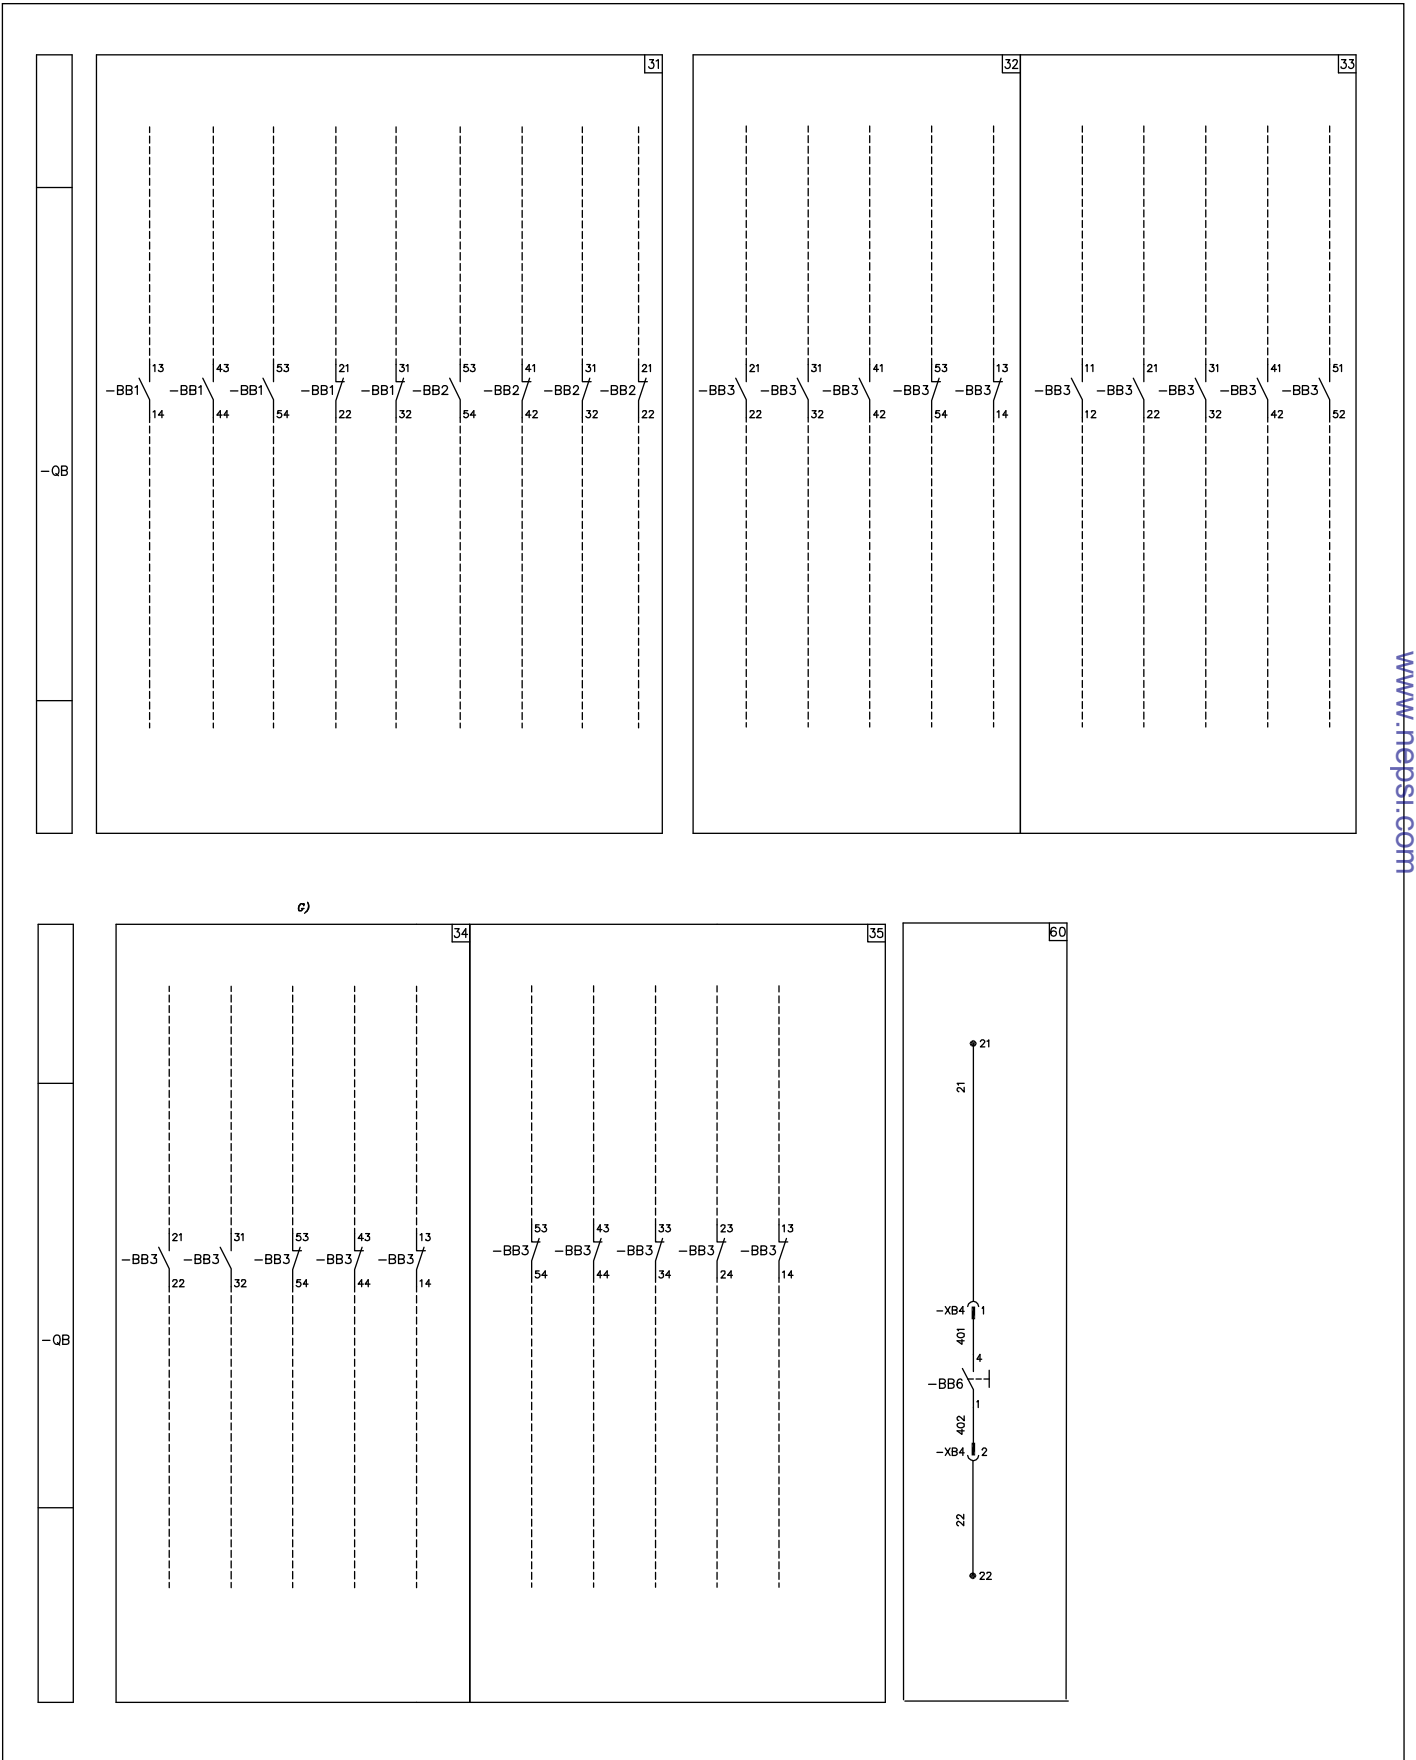 31
32
33
13 43 53 21 31 53 41 31 21
-BB1 -BB1 -BB1 -BB1 -BB1 -BB2 -BB2 -BB2 -BB2
14 44 54 22 32 54 42 32 22
21 31 41 53 13
-BB3 -BB3 -BB3 -BB3 -BB3
22 32 42 54 14
11 21 31 41 51
-BB3 -BB3 -BB3 -BB3 -BB3
12 22 32 42 52
-QB
www.nepsi.com
G)
34
35
60
21 31 53 43 13
-BB3 -BB3 -BB3 -BB3 -BB3
22 32 54 44 14
53 43 33 23 13
-BB3 -BB3 -BB3 -BB3 -BB3
54 44 34 24 14
-QB
21
21
-XB4 1
401
4
-BB6
1
402
-XB4 2
22
22